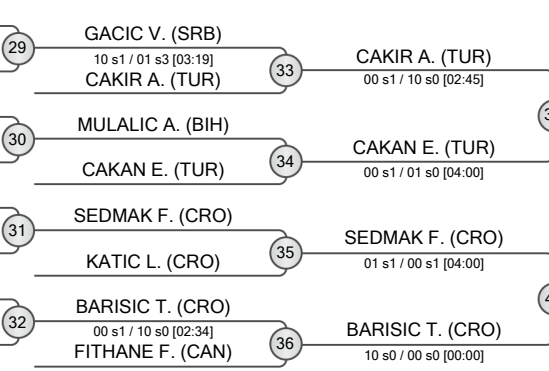 GACIC V. (SRB)
29
10 s1 / 01 s3 [03:19]
CAKIR A. (TUR)
33
CAKIR A. (TUR)
00 s1 / 10 s0 [02:45]
MULALIC A. (BIH)
30
CAKAN E. (TUR)
34
CAKAN E. (TUR)
00 s1 / 01 s0 [04:00]
SEDMAK F. (CRO)
31
KATIC L. (CRO)
35
SEDMAK F. (CRO)
01 s1 / 00 s1 [04:00]
BARISIC T. (CRO)
32
00 s1 / 10 s0 [02:34]
FITHANE F. (CAN)
36
BARISIC T. (CRO)
10 s0 / 00 s0 [00:00]